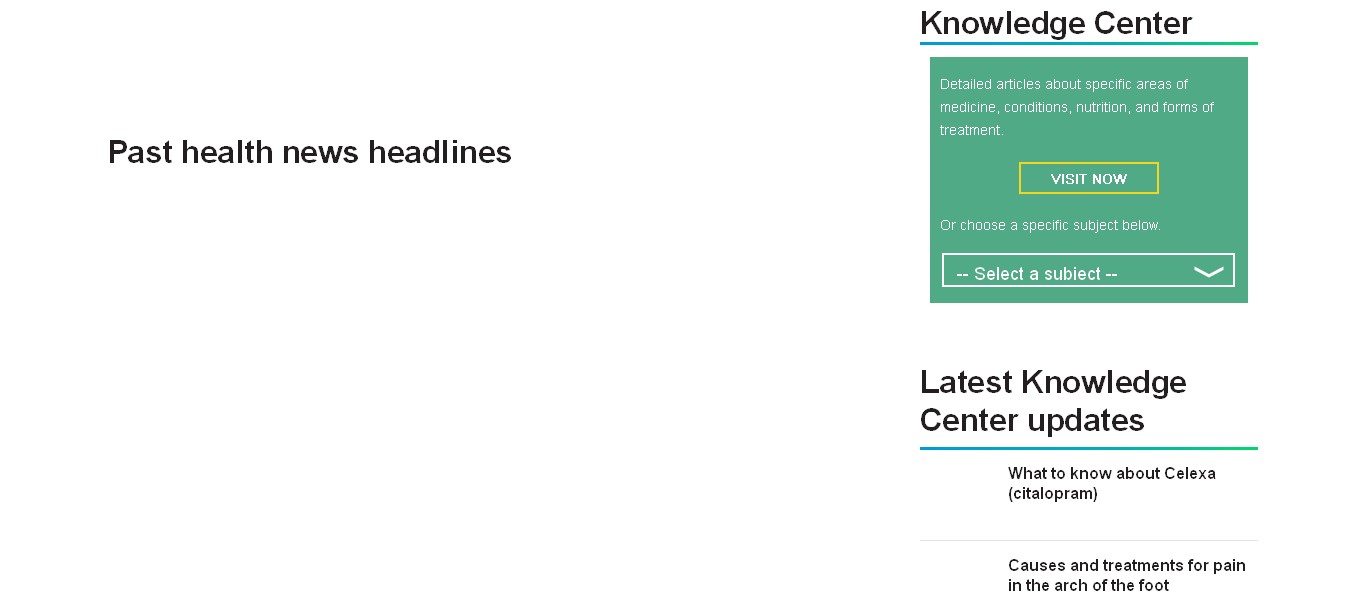 Knowledge Center
Detailed articles about specific areas of
medicine, conditions, nutrition, and forms of
treatment.
VISIT NOW
Or choose a specific subject below.
-- Select a subject --
Past health news headlines
Latest Knowledge
Center updates
What to know about Celexa
(citalopram)
Causes and treatments for pain
in the arch of the foot